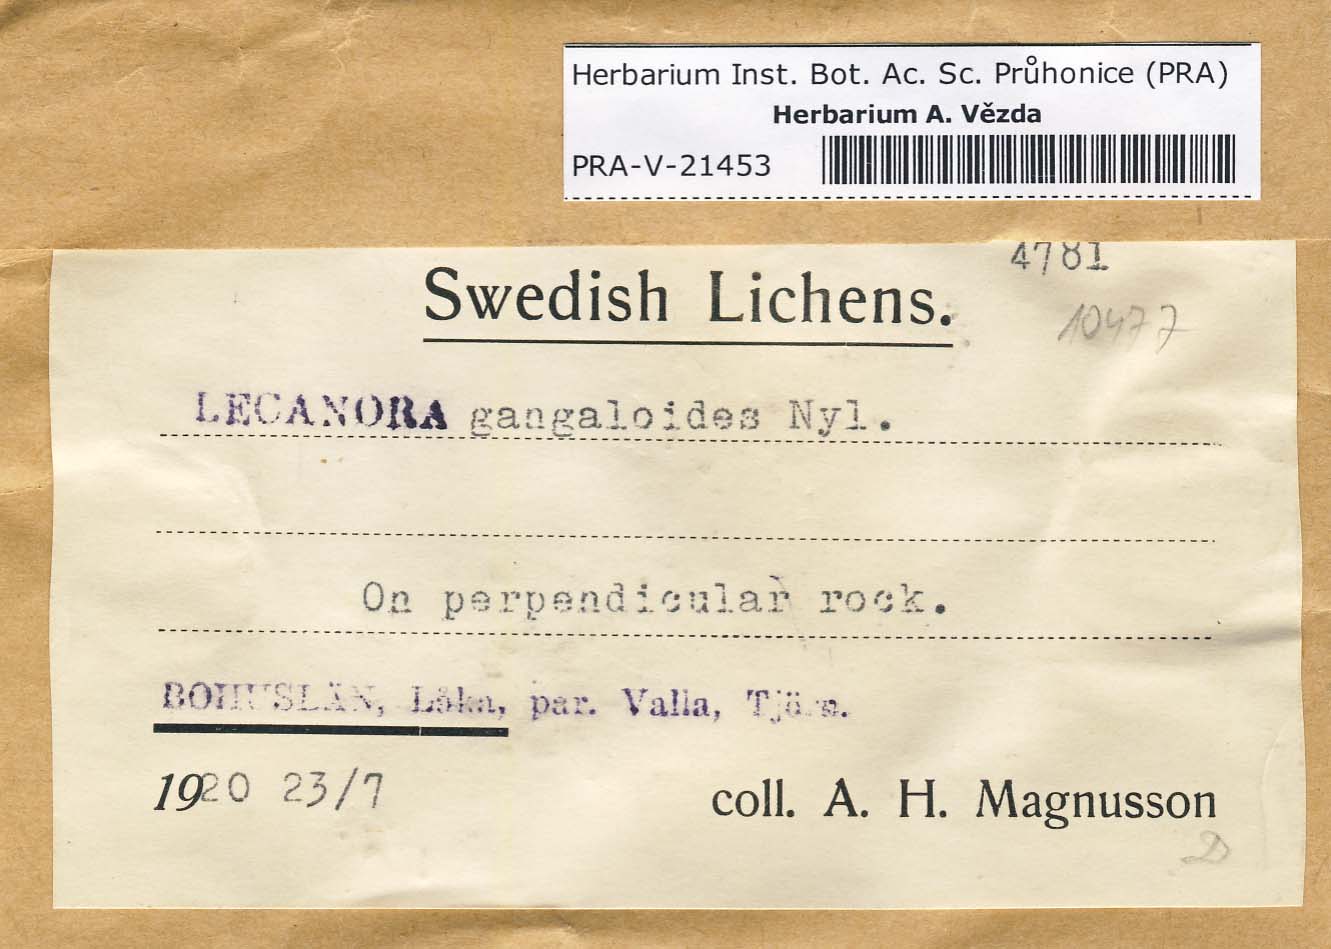 Herbarium Inst. Bot. Ac. Sc. Průhonice (PRA)
Herbarium A. Vězda
PRA-V-21453
4781
Swedish Lichens.
10477
LECANORA gangaloides Nyl.
On perpendicular rock.
BOHUSLÄN, Låka, par. Valla, Tjörn.
1920 23/7
coll. A. H. Magnusson
D